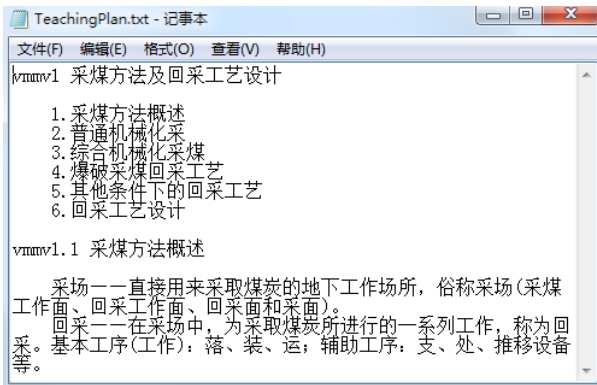 TeachingPlan.txt - 记事本
文件(F) 编辑(E) 格式(O) 查看(V) 帮助(H)
vmmv1 采煤方法及回采工艺设计
1.采煤方法概述
2.普通机械化采
3.综合机械化采煤
4.爆破采煤回采工艺
5.其他条件下的回采工艺
6.回采工艺设计
vmmv1.1 采煤方法概述
采场——直接用来采取煤炭的地下工作场所，俗称采场(采煤
工作面、回采工作面、回采面和采面)。
回采——在采场中，为采取煤炭所进行的一系列工作，称为回
采。基本工序(工作)：落、装、运；辅助工序：支、处、推移设备
等。